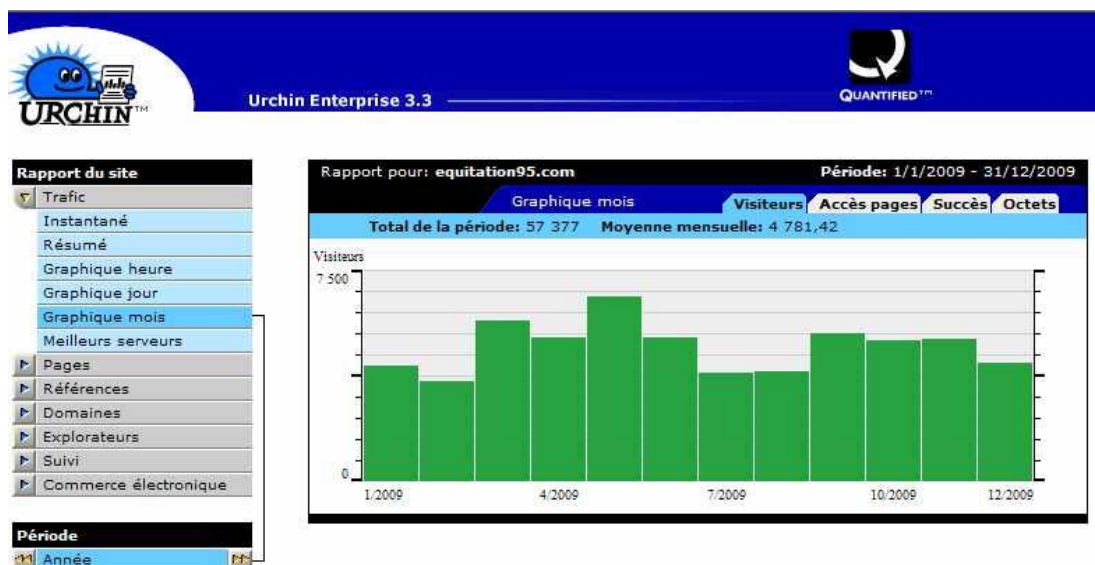 URCHIN™
Urchin Enterprise 3.3
QUANTIFIED™
Rapport du site
Trafic
Instantané
Résumé
Graphique heure
Graphique jour
Graphique mois
Meilleurs serveurs
Pages
Références
Domaines
Explorateurs
Suivi
Commerce électronique
Période
Année
Rapport pour: equitation95.com
Période: 1/1/2009 - 31/12/2009
Graphique mois
Visiteurs Accès pages Succès Octets
Total de la période: 57 377 Moyenne mensuelle: 4 781,42
Visiteurs
7 500
0
1/2009 4/2009 7/2009 10/2009 12/2009